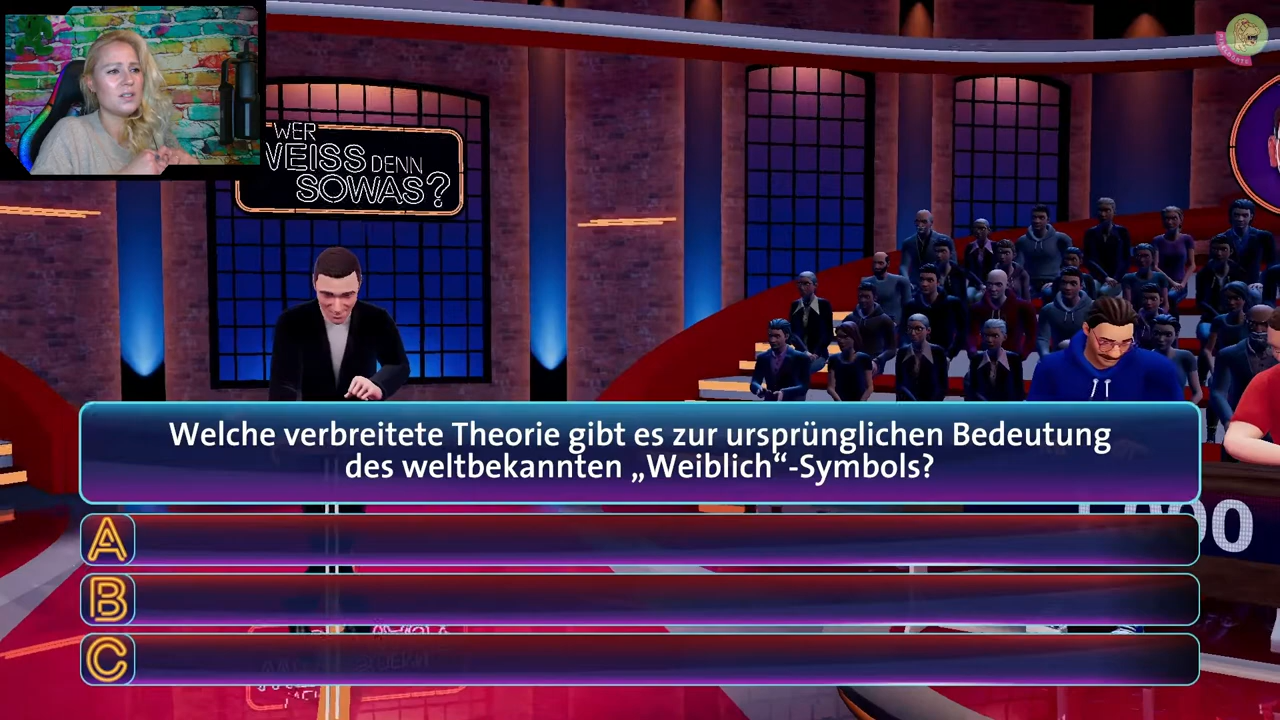 WER
WEISS DENN
SOWAS?
Welche verbreitete Theorie gibt es zur ursprünglichen Bedeutung
des weltbekannten „Weiblich“-Symbols?
A
B
C